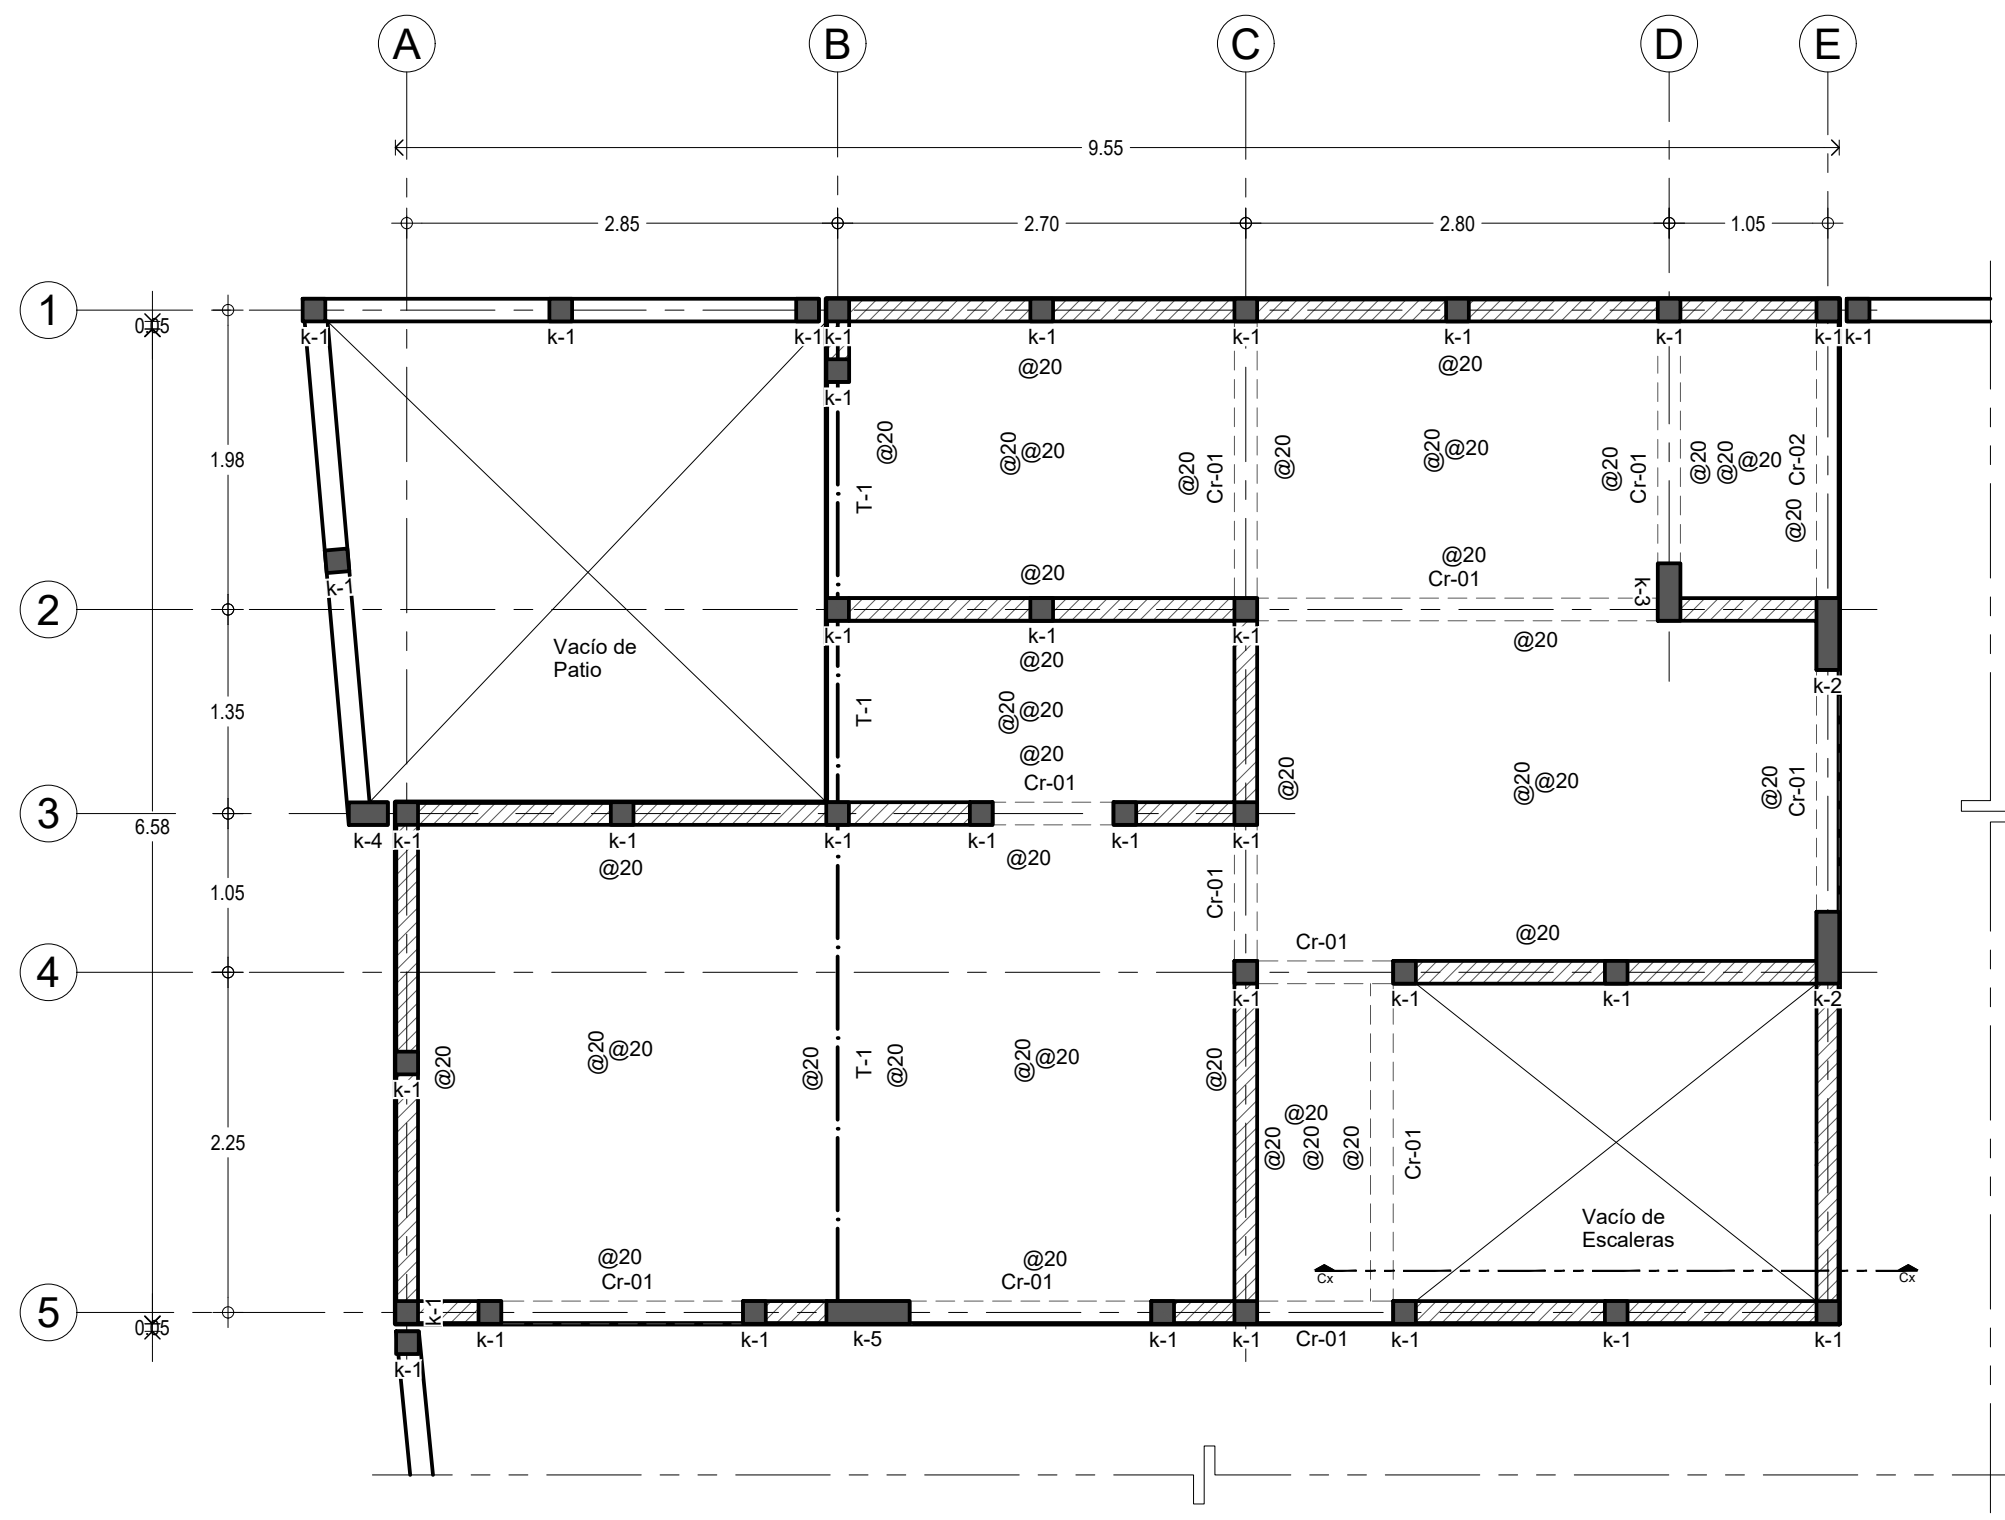 A B C D E
9.55
2.85 2.70 2.80 1.05
1
0.05
k-1 k-1 k-1 k-1 k-1 k-1 k-1 k-1 k-1 k-1
@20 @20
k-1
@20 @20 @20 @20 Cr-01 @20 @20 @20 @20 Cr-01 @20 @20 @20 Cr-02
1.98
T-1
@20
@20 @20
Cr-01
k-1 k-3
2
k-1 k-1 k-1
@20
Vacío de
Patio
@20
k-2
1.35
T-1 @20 @20
@20
Cr-01
@20 @20 @20 @20 Cr-01
3
6.58
k-4 k-1 k-1 k-1 k-1 k-1 k-1
@20 @20
1.05
Cr-01
Cr-01 @20
4
k-1 k-1 k-1 k-2
@20 @20 @20 T-1 @20 @20 @20 @20
k-1 @20
2.25
@20
@20 @20 @20 Cr-01
Vacío de
Escaleras
@20 @20
Cr-01 Cr-01
Cx Cx
5
k-1
0.05
k-1 k-1 k-5 k-1 k-1 Cr-01 k-1 k-1 k-1
k-1